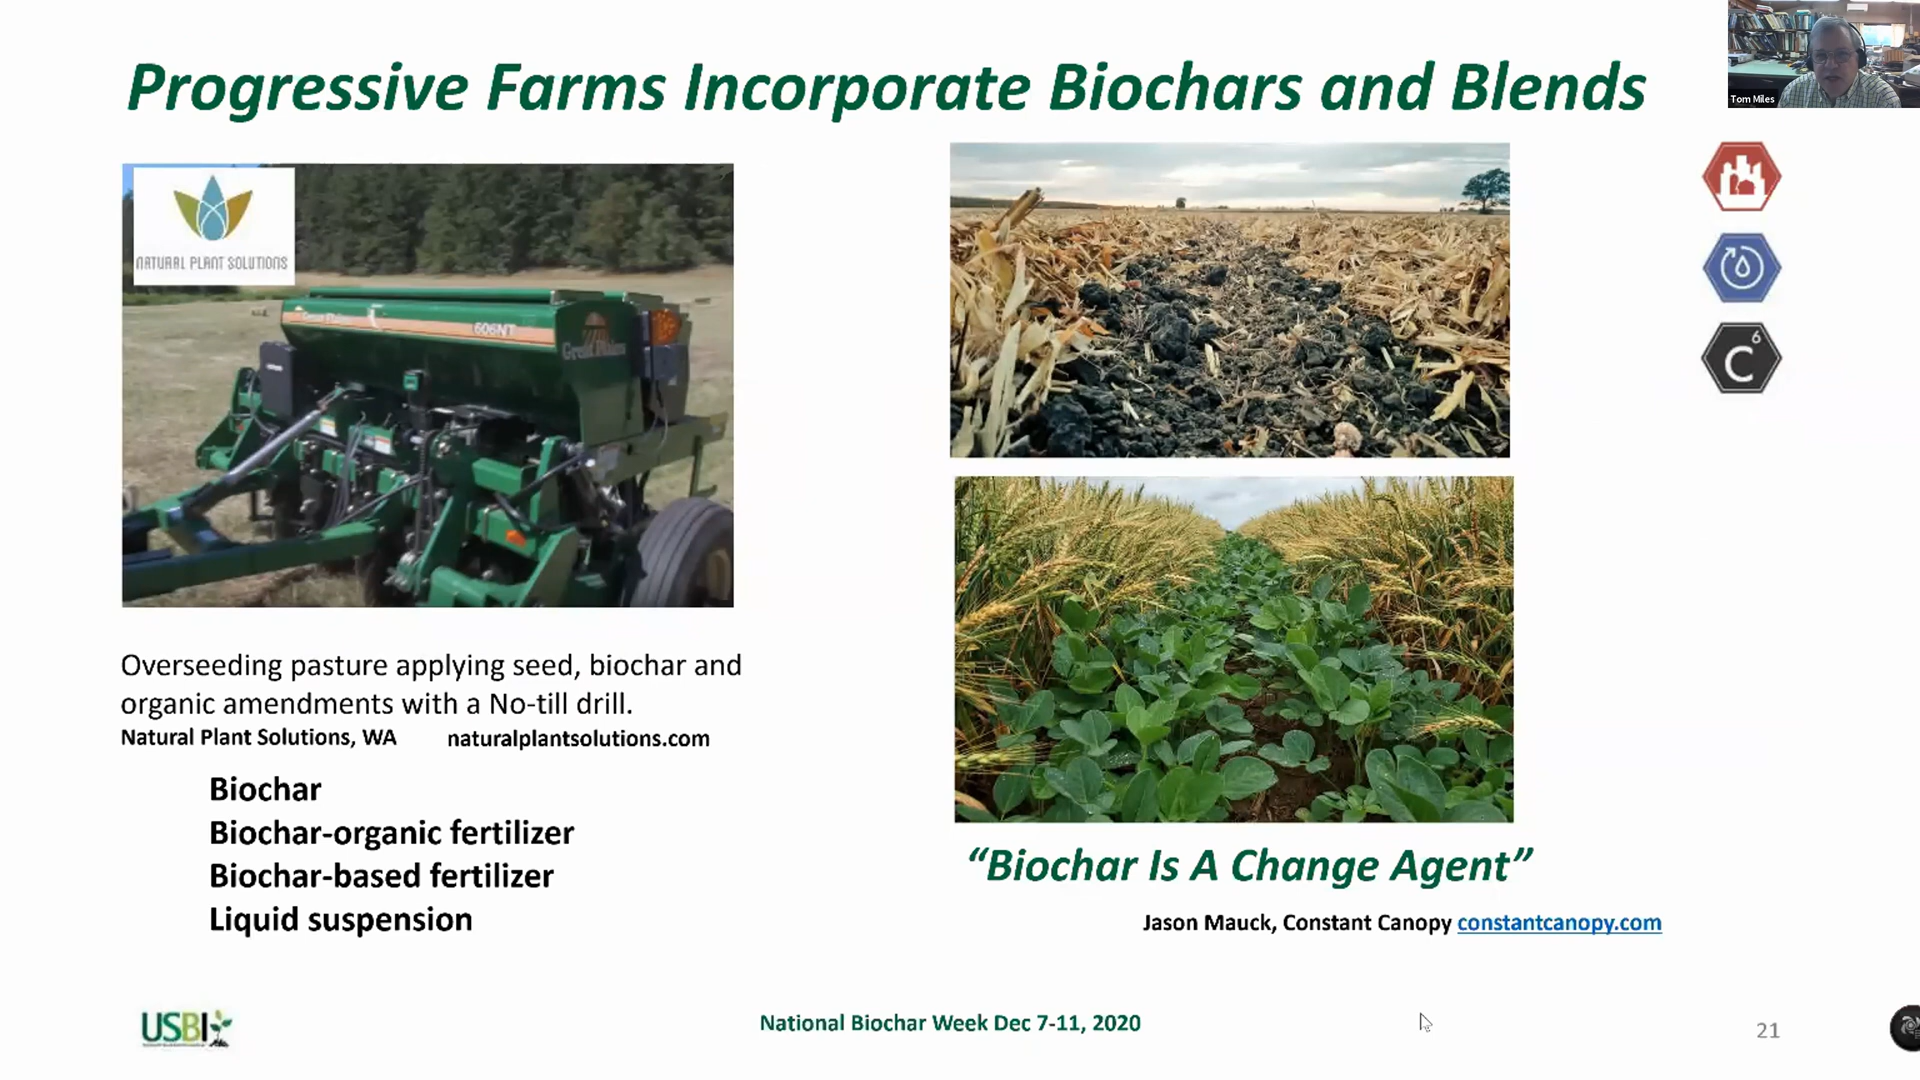 Progressive Farms Incorporate Biochars and Blends
Tom Miles
NATURAL PLANT SOLUTIONS
606NT
Great Plains
6
C
Overseeding pasture applying seed, biochar and
organic amendments with a No-till drill.
Natural Plant Solutions, WA naturalplantsolutions.com
Biochar
Biochar-organic fertilizer
Biochar-based fertilizer
Liquid suspension
“Biochar Is A Change Agent”
Jason Mauck, Constant Canopy constantcanopy.com
USBI
National Biochar Week Dec 7-11, 2020
21